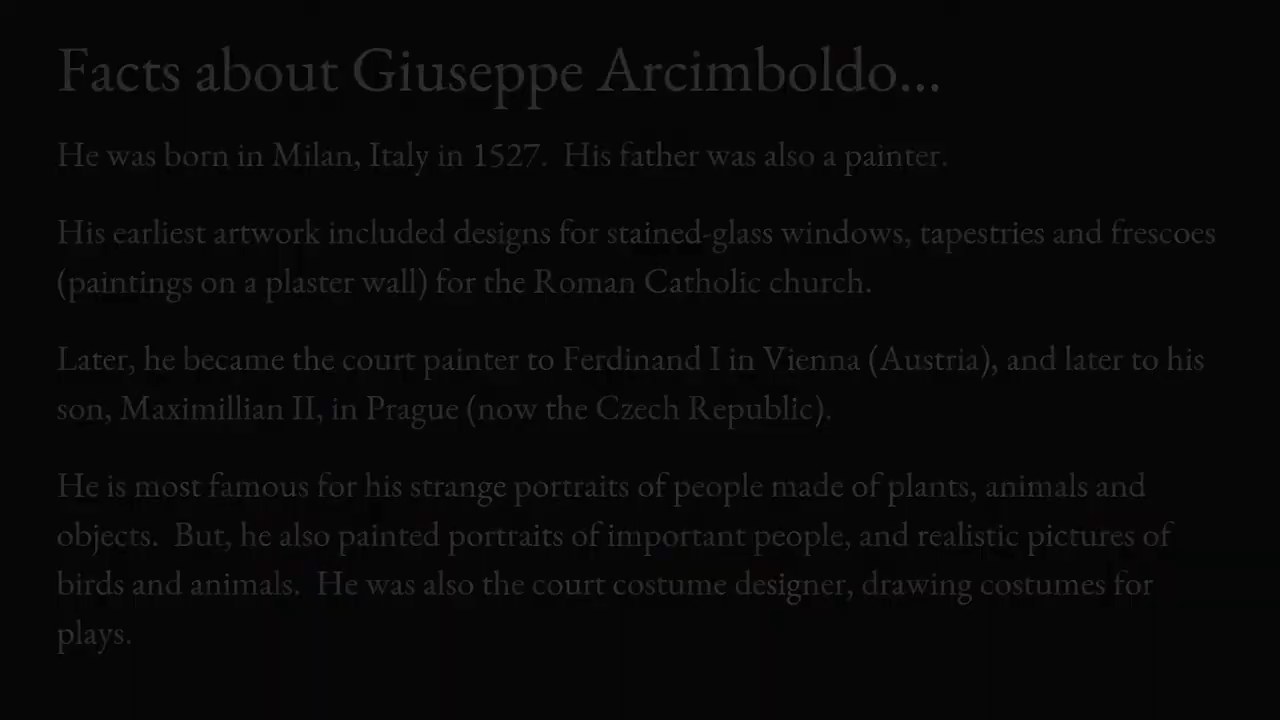 Facts about Giuseppe Arcimboldo...
He was born in Milan, Italy in 1527.  His father was also a painter.
His earliest artwork included designs for stained-glass windows, tapestries and frescoes
(paintings on a plaster wall) for the Roman Catholic church.
Later, he became the court painter to Ferdinand I in Vienna (Austria), and later to his
son, Maximillian II, in Prague (now the Czech Republic).
He is most famous for his strange portraits of people made of plants, animals and
objects.  But, he also painted portraits of important people, and realistic pictures of
birds and animals.  He was also the court costume designer, drawing costumes for
plays.